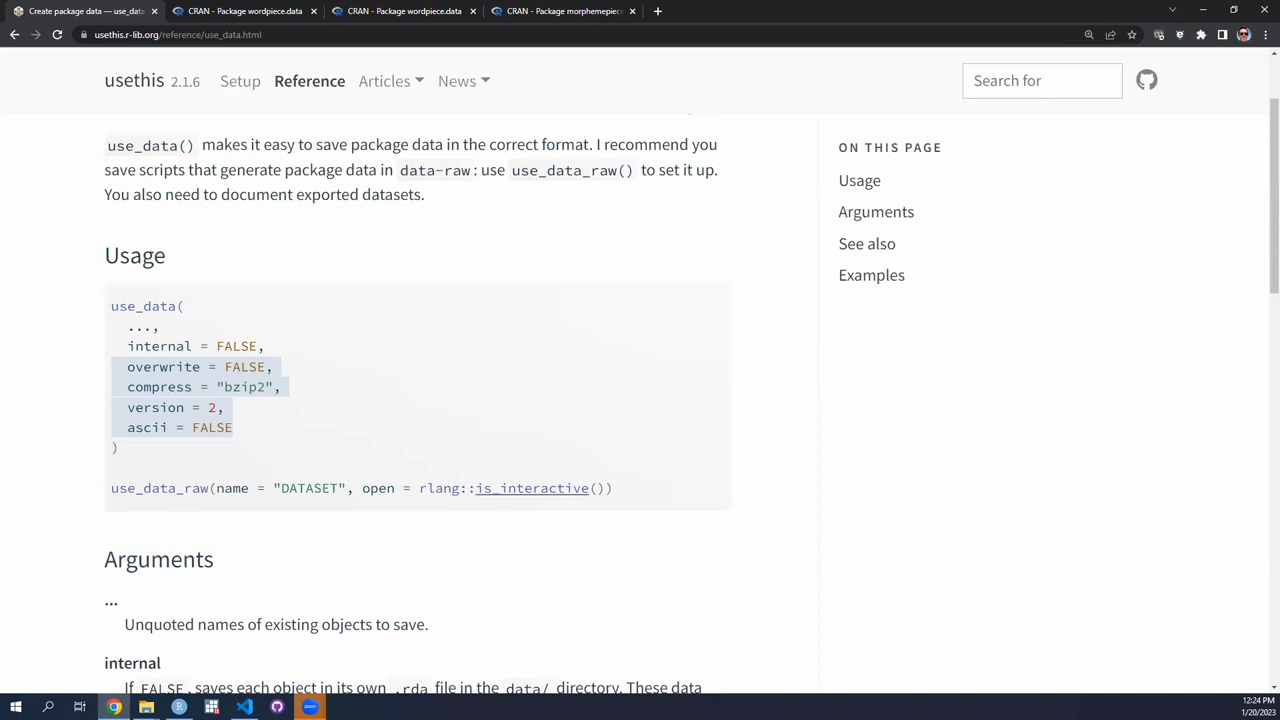 Create package data — use_data
CRAN - Package wordpiece.data
CRAN - Package wordpiece.data
CRAN - Package morphemepiece
usethis.r-lib.org/reference/use_data.html
usethis 2.1.6 Setup Reference Articles News Search for
use_data() makes it easy to save package data in the correct format. I recommend you
save scripts that generate package data in data-raw: use use_data_raw() to set it up.
You also need to document exported datasets.
Usage
use_data(
...,
internal = FALSE,
overwrite = FALSE,
compress = "bzip2",
version = 2,
ascii = FALSE
)
use_data_raw(name = "DATASET", open = rlang::is_interactive())
Arguments
...
Unquoted names of existing objects to save.
internal
If FALSE, saves each object in its own .rda file in the data/ directory. These data
ON THIS PAGE
Usage
Arguments
See also
Examples
zoom
12:24 PM
1/20/2023